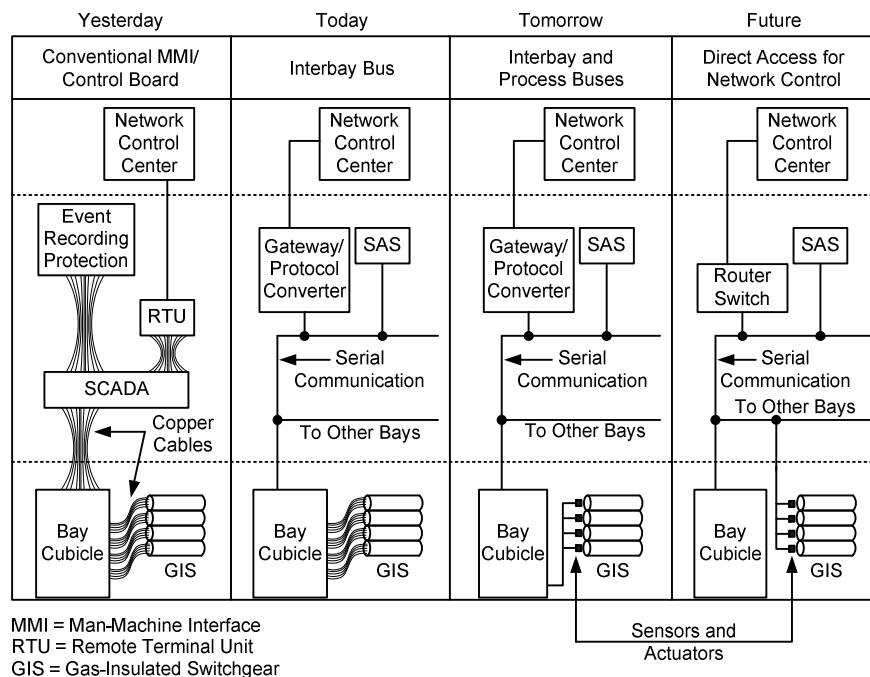 Yesterday
Today
Tomorrow
Future
Conventional MMI/
Control Board
Interbay Bus
Interbay and
Process Buses
Direct Access for
Network Control
Network
Control
Center
Event
Recording
Protection
RTU
SCADA
Copper
Cables
Bay
Cubicle
GIS
Network
Control
Center
Gateway/
Protocol
Converter
SAS
Serial
Communication
To Other Bays
Bay
Cubicle
GIS
Network
Control
Center
Gateway/
Protocol
Converter
SAS
Serial
Communication
To Other Bays
Bay
Cubicle
GIS
Network
Control
Center
Router
Switch
SAS
Serial
Communication
To Other Bays
Bay
Cubicle
GIS
Sensors and
Actuators
MMI = Man-Machine Interface
RTU = Remote Terminal Unit
GIS = Gas-Insulated Switchgear